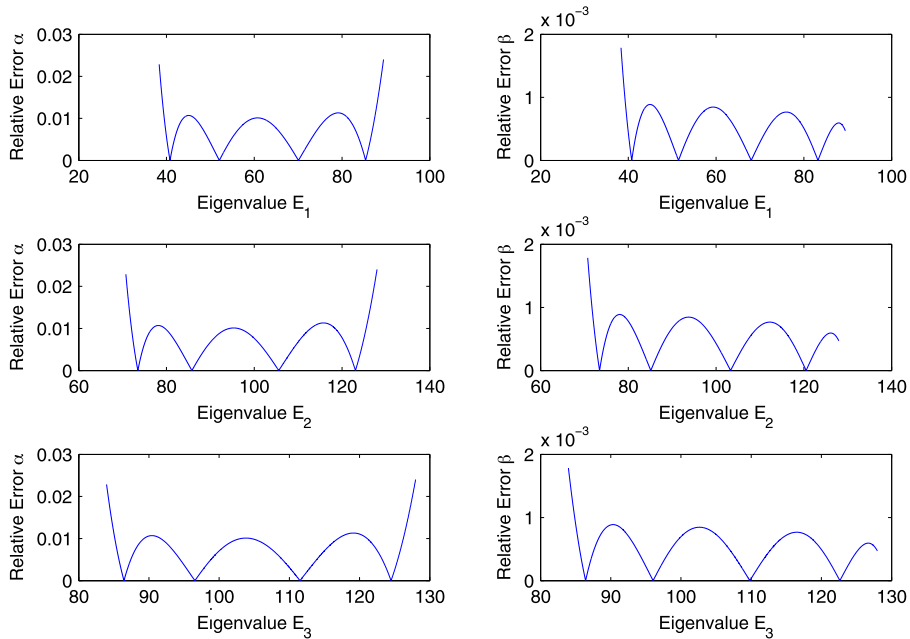 0.03
0.02
0.01
0
Relative Error α
20 40 60 80 100
Eigenvalue E1
x 10−3
2
1
0
Relative Error β
20 40 60 80 100
Eigenvalue E1
0.03
0.02
0.01
0
Relative Error α
60 80 100 120 140
Eigenvalue E2
x 10−3
2
1
0
Relative Error β
60 80 100 120 140
Eigenvalue E2
0.03
0.02
0.01
0
Relative Error α
80 90 100 110 120 130
Eigenvalue E3
x 10−3
2
1
0
Relative Error β
80 90 100 110 120 130
Eigenvalue E3